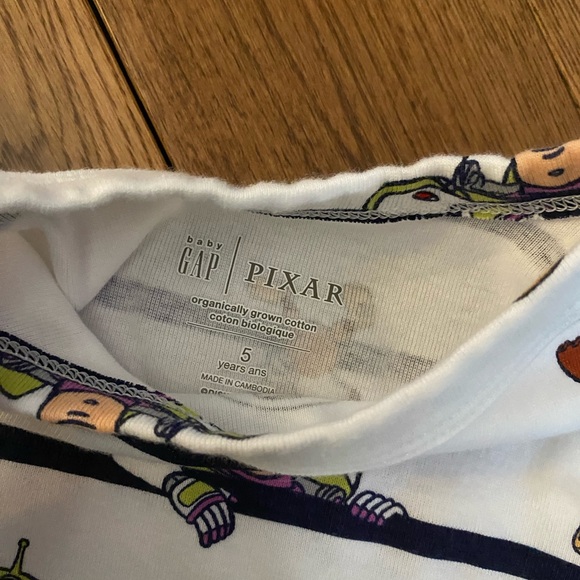 baby
GAP | PIXAR
organically grown cotton
coton biologique
5
years ans
MADE IN CAMBODIA